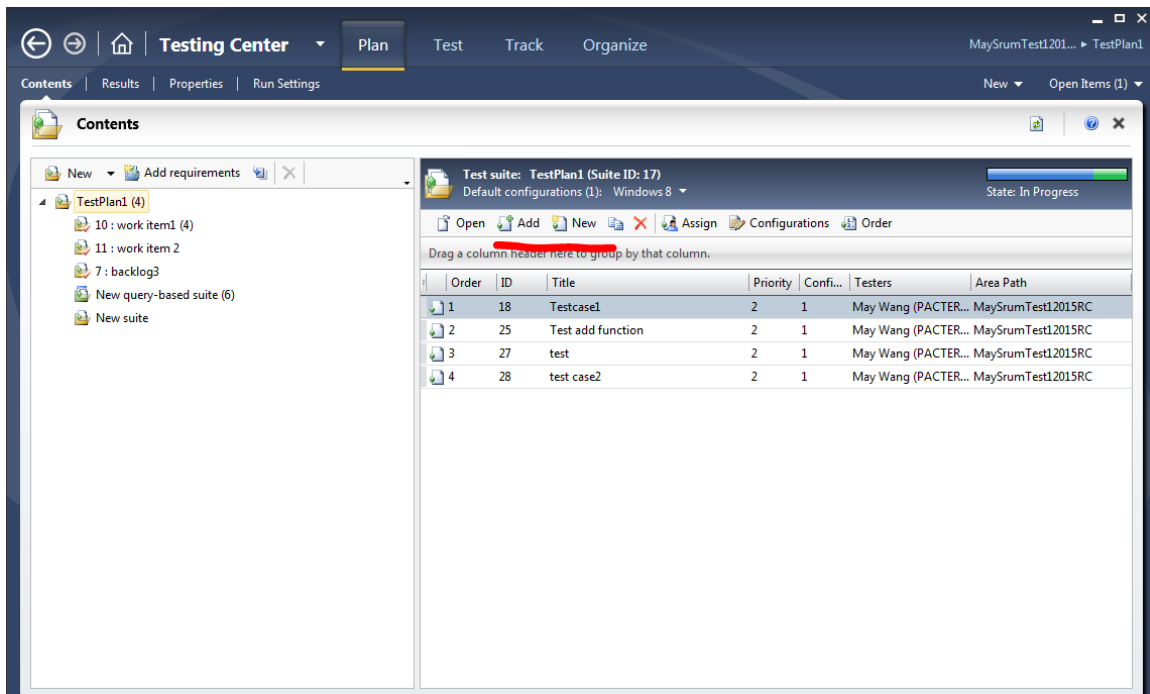 Testing Center Plan Test Track Organize MaySrumTest1201... ▸ TestPlan1
Contents | Results | Properties | Run Settings New Open Items (1)
Contents
New Add requirements
Test suite: TestPlan1 (Suite ID: 17)
Default configurations (1): Windows 8 State: In Progress
TestPlan1 (4)
10 : work item1 (4)
11 : work item 2
7 : backlog3
New query-based suite (6)
New suite
Open Add New Assign Configurations Order
Drag a column header here to group by that column.
Order ID Title Priority Confi... Testers Area Path
1 18 Testcase1 2 1 May Wang (PACTER... MaySrumTest12015RC
2 25 Test add function 2 1 May Wang (PACTER... MaySrumTest12015RC
3 27 test 2 1 May Wang (PACTER... MaySrumTest12015RC
4 28 test case2 2 1 May Wang (PACTER... MaySrumTest12015RC